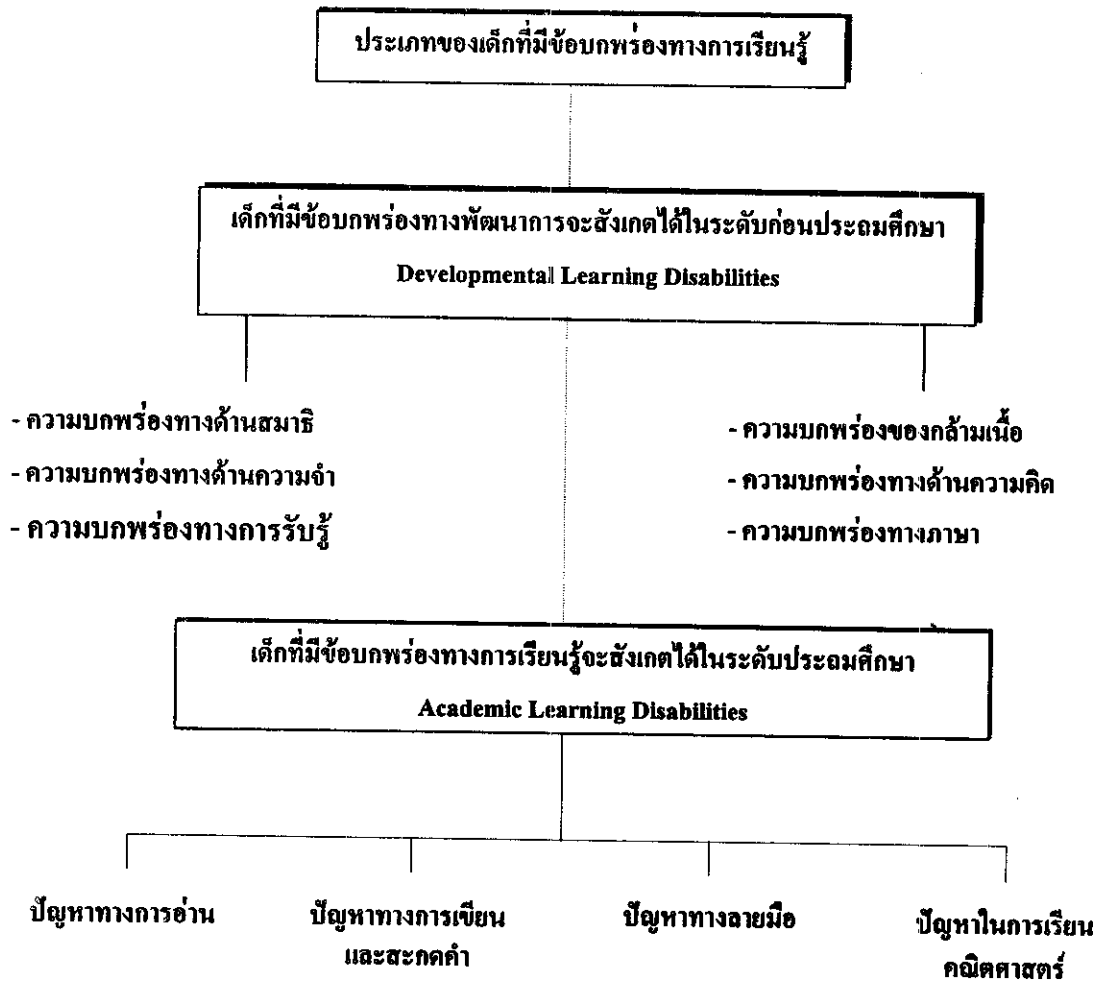 ประเภทของเด็กที่มีข้อบกพร่องทางการเรียนรู้
เด็กที่มีข้อบกพร่องทางพัฒนาการจะสังเกตได้ในระดับก่อนประถมศึกษา
Developmental Learning Disabilities
- ความบกพร่องทางด้านสมาธิ
- ความบกพร่องทางด้านความจำ
- ความบกพร่องทางการรับรู้
- ความบกพร่องของกล้ามเนื้อ
- ความบกพร่องทางด้านความคิด
- ความบกพร่องทางภาษา
เด็กที่มีข้อบกพร่องทางการเรียนรู้จะสังเกตได้ในระดับประถมศึกษา
Academic Learning Disabilities
ปัญหาทางการอ่าน
ปัญหาทางการเขียน
และสะกดคำ
ปัญหาทางลายมือ
ปัญหาในการเรียน
คณิตศาสตร์